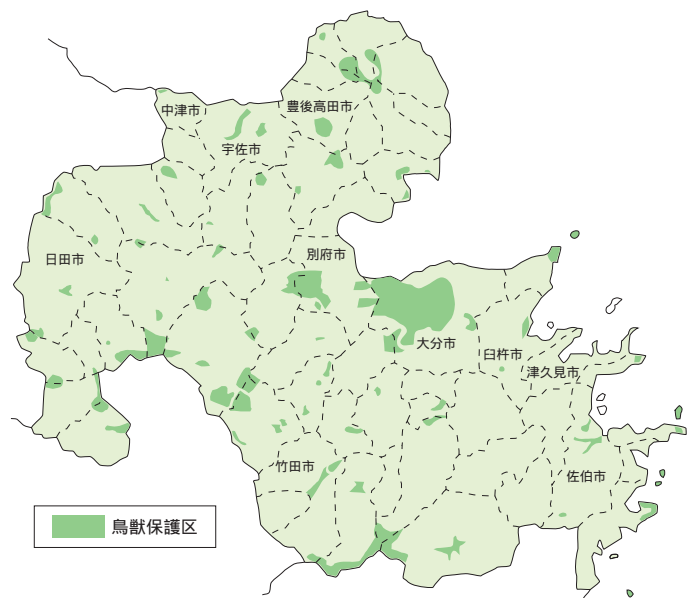 中津市
豊後高田市
宇佐市
日田市
別府市
大分市
臼杵市
津久見市
竹田市
佐伯市
鳥獣保護区